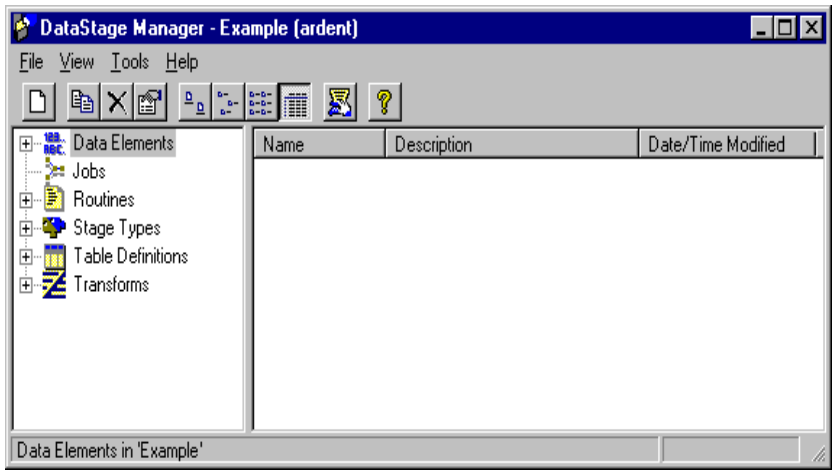 DataStage Manager - Example (ardent)
File View Tools Help
Data Elements
Jobs
Routines
Stage Types
Table Definitions
Transforms
Name Description Date/Time Modified
Data Elements in 'Example'